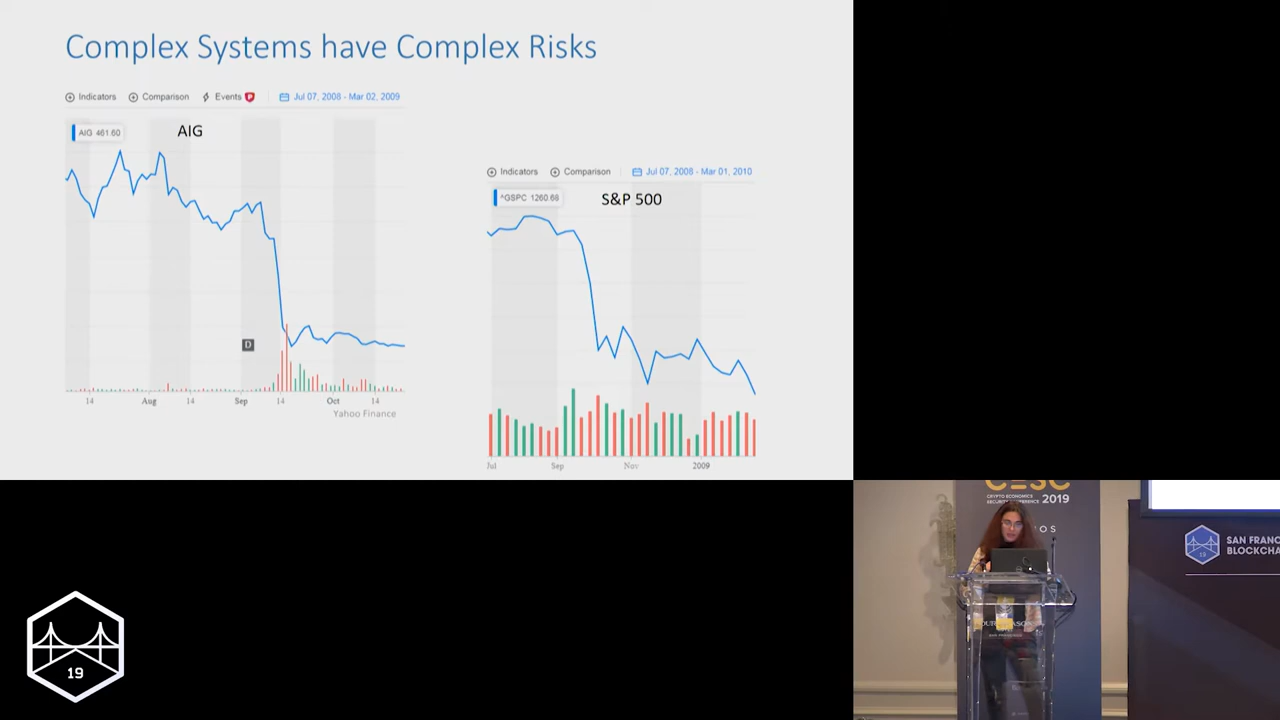 Complex Systems have Complex Risks
Indicators Comparison Events P Jul 07, 2008 - Mar 02, 2009
AIG 461.60 AIG
D
14 Aug 14 Sep 14 Oct 14
Yahoo Finance
Indicators Comparison Jul 07, 2008 - Mar 01, 2010
^GSPC 1260.68 S&P 500
Jul Sep Nov 2009
CESC
CRYPTO ECONOMICS
SECURITY CONFERENCE 2019
OS
19
SAN FRANC
BLOCKCHA
19